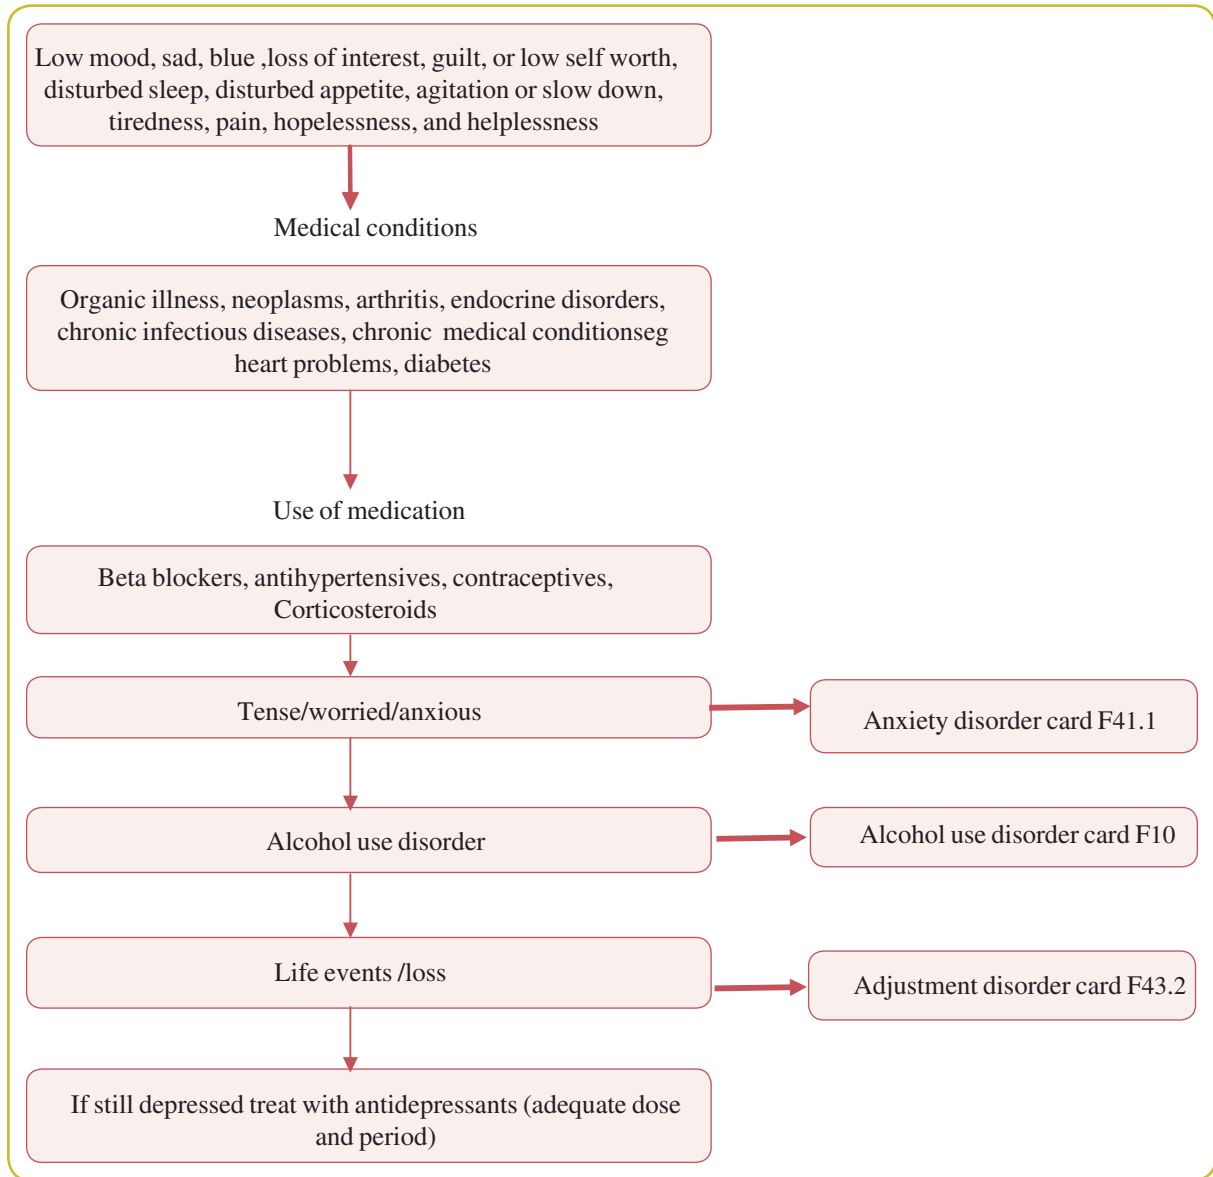 Low mood, sad, blue ,loss of interest, guilt, or low self worth,
disturbed sleep, disturbed appetite, agitation or slow down,
tiredness, pain, hopelessness, and helplessness
Medical conditions
Organic illness, neoplasms, arthritis, endocrine disorders,
chronic infectious diseases, chronic medical conditionseg
heart problems, diabetes
Use of medication
Beta blockers, antihypertensives, contraceptives,
Corticosteroids
Tense/worried/anxious
Anxiety disorder card F41.1
Alcohol use disorder
Alcohol use disorder card F10
Life events /loss
Adjustment disorder card F43.2
If still depressed treat with antidepressants (adequate dose
and period)